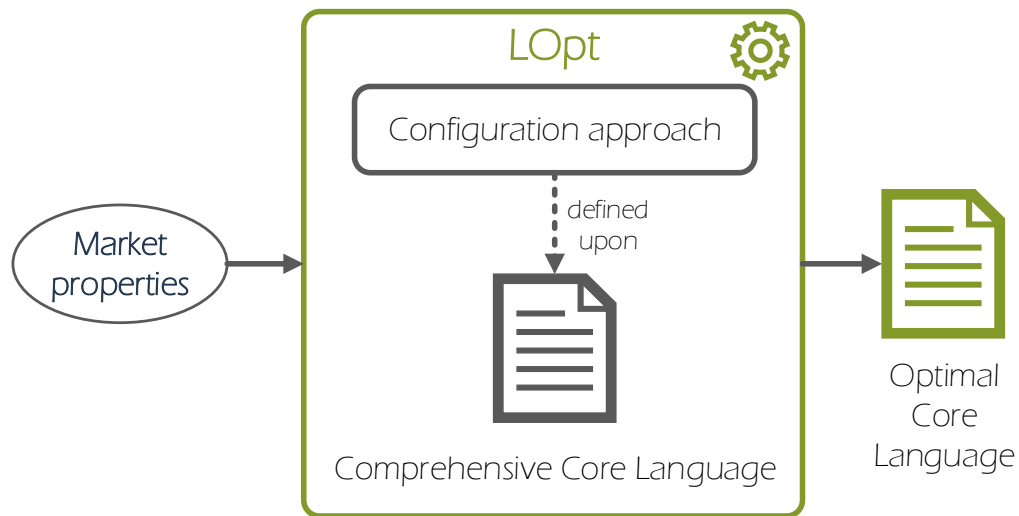 LOpt
Configuration approach
defined
upon
Market
properties
Comprehensive Core Language
Optimal
Core
Language